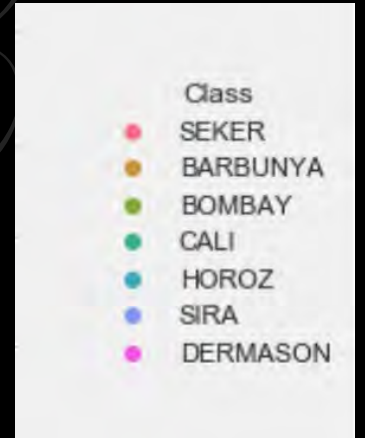 Class
SEKER
BARBUNYA
BOMBAY
CALI
HOROZ
SIRA
DERMASON